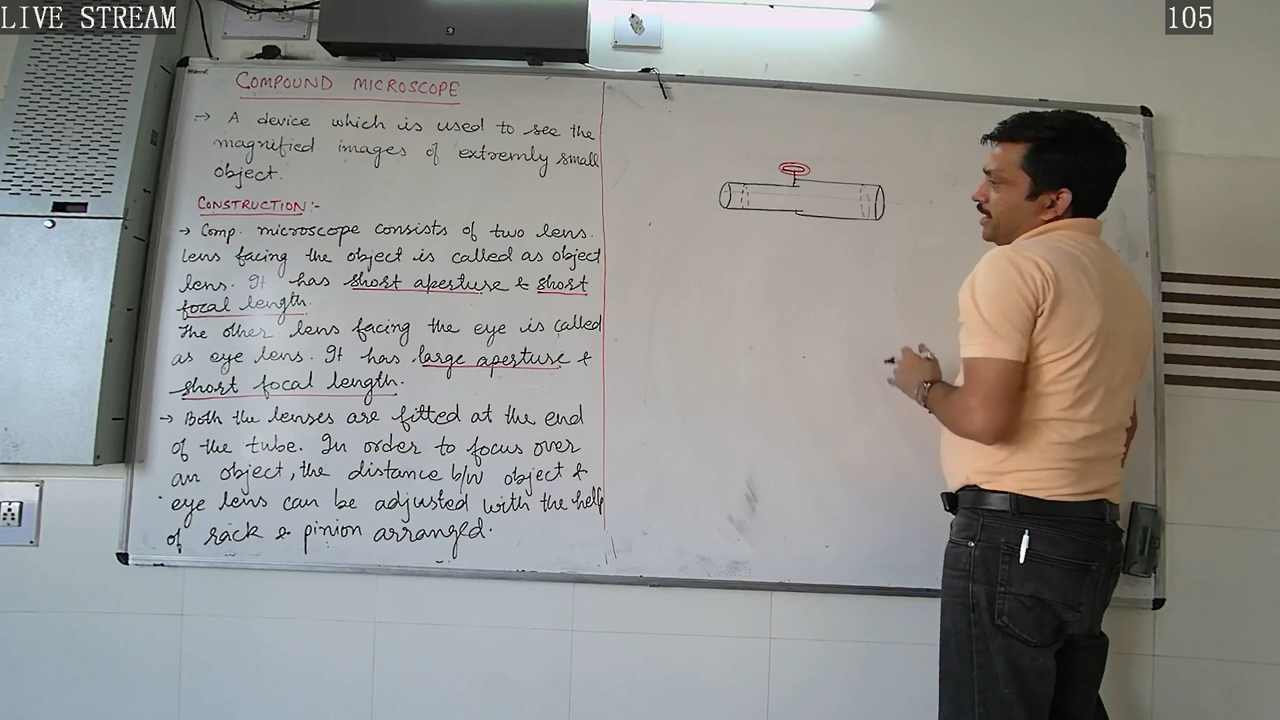 LIVE STREAM
105
COMPOUND MICROSCOPE
→ A device which is used to see the
magnified images of extremly small
object.
CONSTRUCTION:-
→ Comp. microscope consists of two lens.
Lens facing the object is called as object
lens. It has short aperture & short
focal length.
The other lens facing the eye is called
as eye lens. It has large aperture &
short focal length.
→ Both the lenses are fitted at the end
of the tube. In order to focus over
an object, the distance b/w object &
eye lens can be adjusted with the help
of rack & pinion arranged.